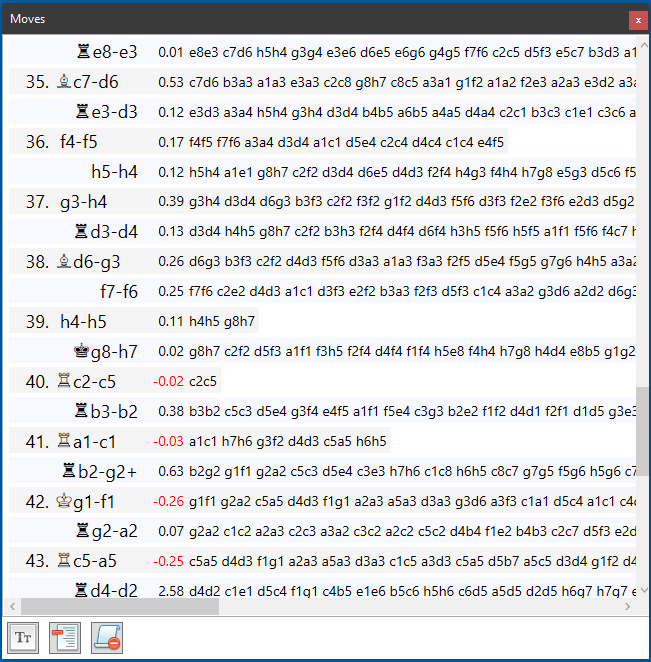 Moves
♜e8-e3 0.01 e8e3 c7d6 h5h4 g3g4 e3e6 d6e5 e6g6 g4g5 f7f6 c2c5 d5f3 e5c7 b3d3 a1
35. ♗c7-d6 0.53 c7d6 b3a3 a1a3 e3a3 c2c8 g8h7 c8c5 a3a1 g1f2 a1a2 f2e3 a2a3 e3d2 a3a
♜e3-d3 0.12 e3d3 a3a4 h5h4 g3h4 d3d4 b4b5 a6b5 a4a5 d4a4 c2c1 b3c3 c1e1 c3c6 a
36. f4-f5 0.17 f4f5 f7f6 a3a4 d3d4 a1c1 d5e4 c2c4 d4c4 c1c4 e4f5
h5-h4 0.12 h5h4 a1e1 g8h7 c2f2 d3d4 d6e5 d4d3 f2f4 h4g3 f4h4 h7g8 e5g3 d5c6 f5
37. g3-h4 0.39 g3h4 d3d4 d6g3 b3f3 c2f2 f3f2 g1f2 d4d3 f5f6 d3f3 f2e2 f3f6 e2d3 d5g2
♜d3-d4 0.13 d3d4 h4h5 g8h7 c2f2 b3h3 f2f4 d4f4 d6f4 h3h5 f5f6 h5f5 a1f1 f5f6 f4c7 h
38. ♗d6-g3 0.26 d6g3 b3f3 c2f2 d4d3 f5f6 d3a3 a1a3 f3a3 f2f5 d5e4 f5g5 g7g6 h4h5 a3a2
f7-f6 0.25 f7f6 c2e2 d4d3 a1c1 d3f3 e2f2 b3a3 f2f3 d5f3 c1c4 a3a2 g3d6 a2d2 d6g3
39. h4-h5 0.11 h4h5 g8h7
♚g8-h7 0.02 g8h7 c2f2 d5f3 a1f1 f3h5 f2f4 d4f4 f1f4 h5e8 f4h4 h7g8 h4d4 e8b5 g1g2
40. ♖c2-c5 -0.02 c2c5
♜b3-b2 0.38 b3b2 c5c3 d5e4 g3f4 e4f5 a1f1 f5e4 c3g3 b2e2 f1f2 d4d1 f2f1 d1d5 g3e3
41. ♖a1-c1 -0.03 a1c1 h7h6 g3f2 d4d3 c5a5 h6h5
♜b2-g2+ 0.63 b2g2 g1f1 g2a2 c5c3 d5e4 c3e3 h7h6 c1c8 h6h5 c8c7 g7g5 f5g6 h5g6 c7
42. ♔g1-f1 -0.26 g1f1 g2a2 c5a5 d4d3 f1g1 a2a3 a5a3 d3a3 g3d6 a3f3 c1a1 d5c4 a1c1 c4d
♜g2-a2 0.07 g2a2 c1c2 a2a3 c2c3 a3a2 c3c2 a2c2 c5c2 d4b4 f1e2 b4b3 c2c7 d5f3 e2d
43. ♖c5-a5 -0.25 c5a5 d4d3 f1g1 a2a3 a5a3 d3a3 c1c5 a3d3 c5a5 d5b7 a5c5 d3d4 g1f2 d4
♜d4-d2 2.58 d4d2 c1e1 d5c4 f1g1 c4b5 e1e6 b5c6 h5h6 c6d5 a5d5 d2d5 h6g7 h7g7 e
TT